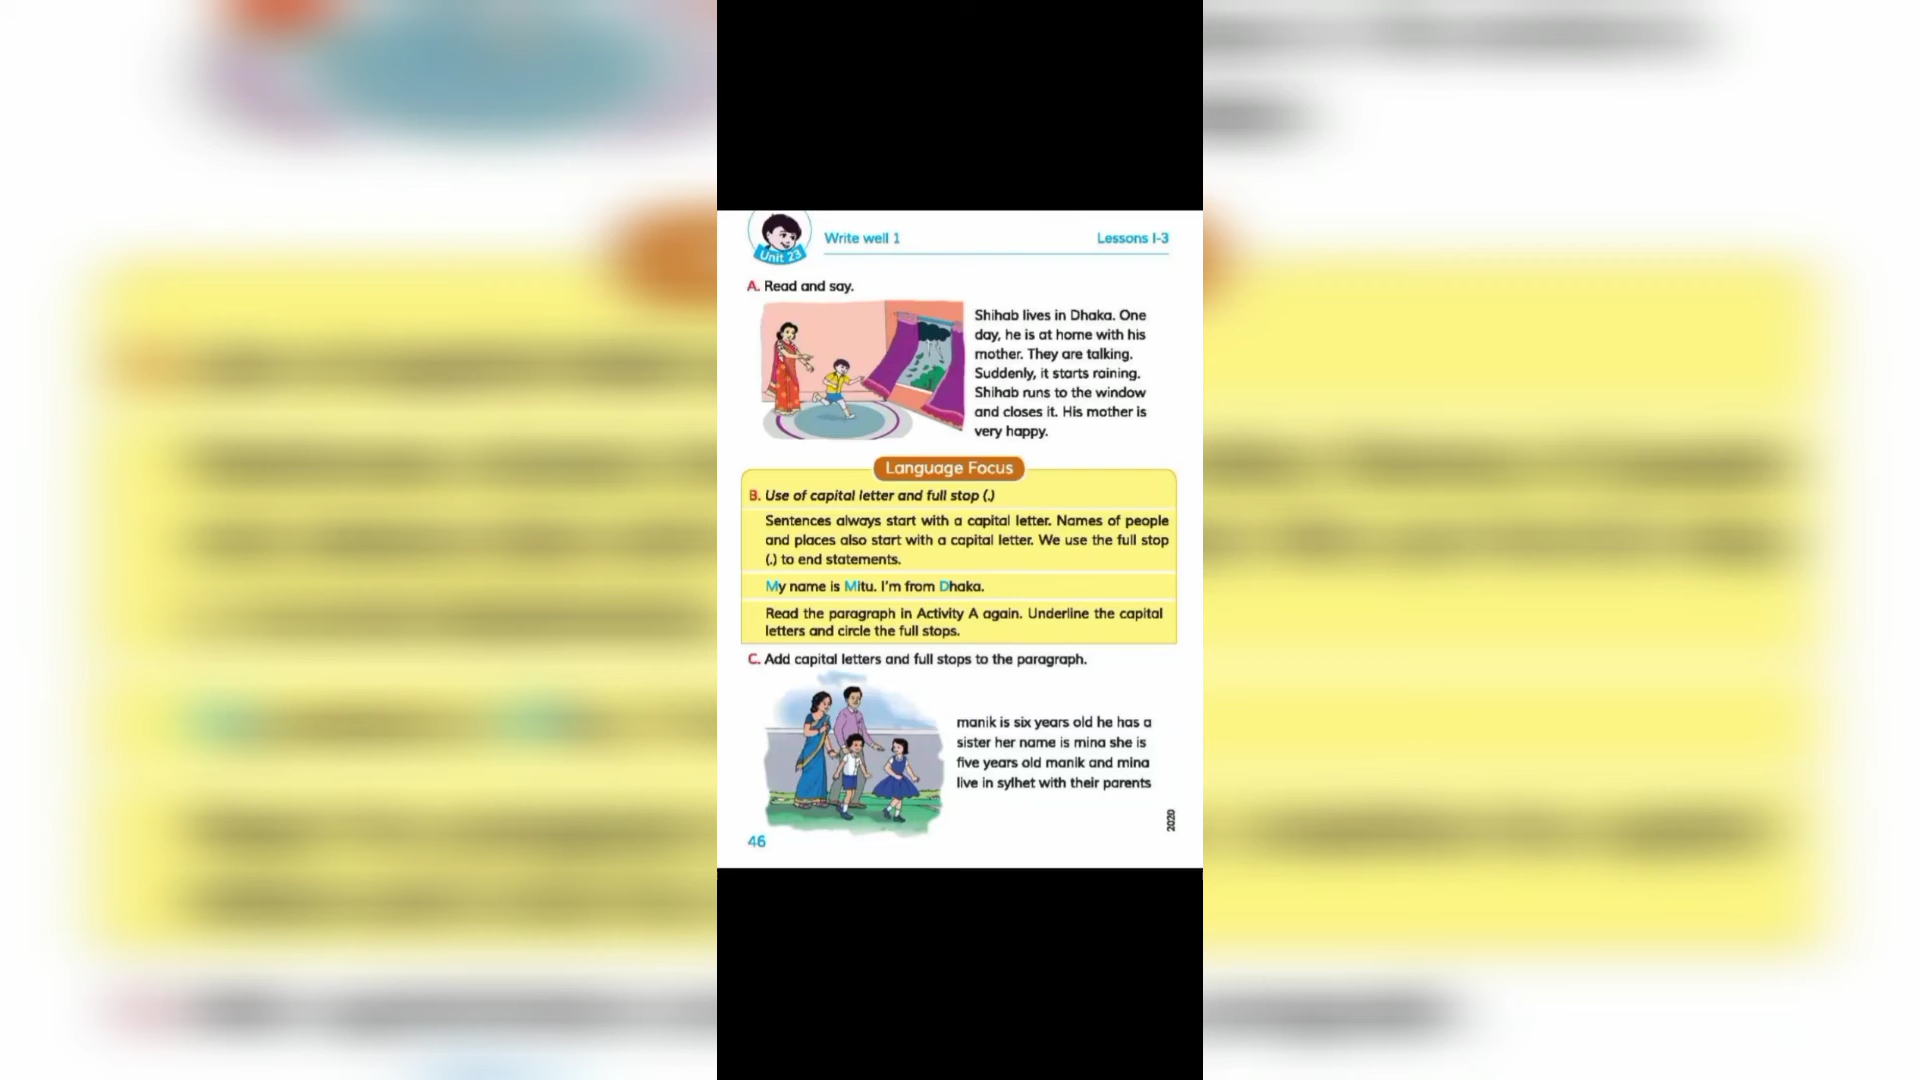 Unit 23
Write well 1
Lessons 1-3
A. Read and say.
Shihab lives in Dhaka. One
day, he is at home with his
mother. They are talking.
Suddenly, it starts raining.
Shihab runs to the window
and closes it. His mother is
very happy.
Language Focus
B. Use of capital letter and full stop (.)
Sentences always start with a capital letter. Names of people
and places also start with a capital letter. We use the full stop
(.) to end statements.
My name is Mitu. I'm from Dhaka.
Read the paragraph in Activity A again. Underline the capital
letters and circle the full stops.
C. Add capital letters and full stops to the paragraph.
manik is six years old he has a
sister her name is mina she is
five years old manik and mina
live in sylhet with their parents
2020
46